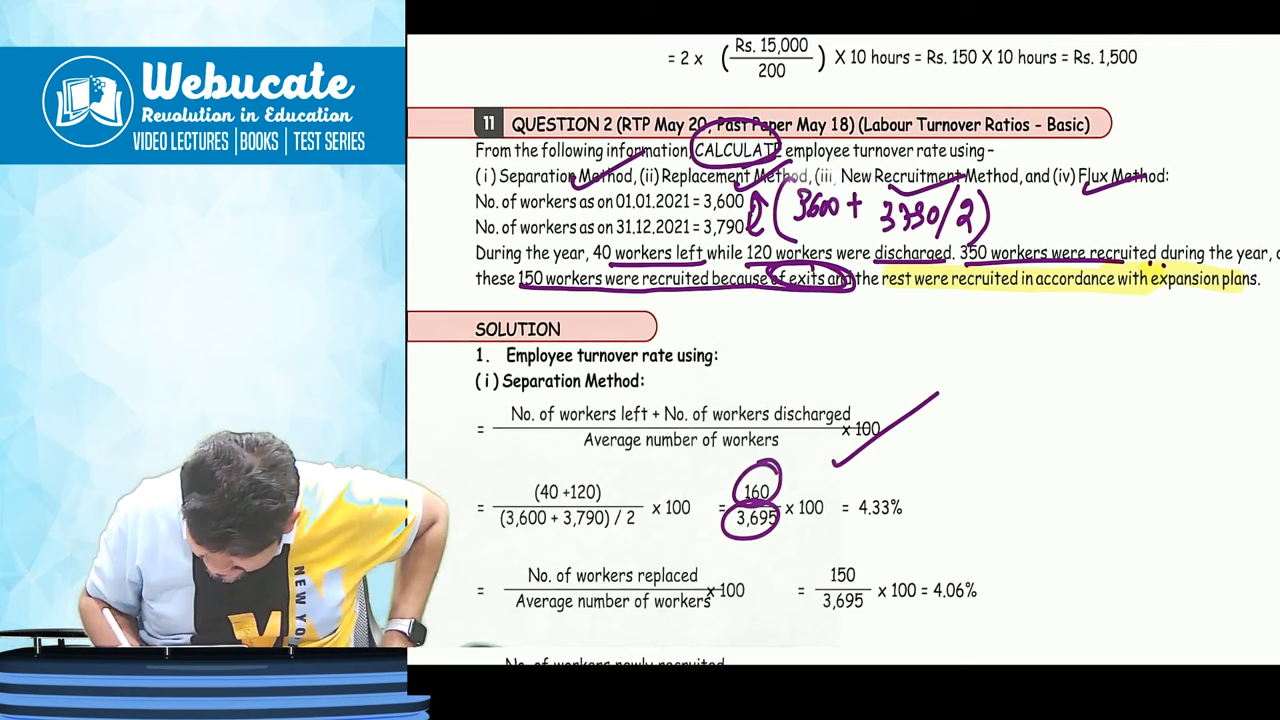 Webucate
Revolution in Education
VIDEO LECTURES | BOOKS | TEST SERIES
= 2 x ( Rs. 15,000 / 200 ) X 10 hours = Rs. 150 X 10 hours = Rs. 1,500
11 QUESTION 2 (RTP May 20, Past Paper May 18) (Labour Turnover Ratios - Basic)
From the following information, CALCULATE employee turnover rate using-
(i) Separation Method, (ii) Replacement Method, (iii) New Recruitment Method, and (iv) Flux Method:
No. of workers as on 01.01.2021 = 3,600
(3600 + 3790/2)
No. of workers as on 31.12.2021 = 3,790
During the year, 40 workers left while 120 workers were discharged. 350 workers were recruited during the year,
these 150 workers were recruited because of exits and the rest were recruited in accordance with expansion plans.
SOLUTION
1. Employee turnover rate using:
(i) Separation Method:
No. of workers left + No. of workers discharged
= x 100
Average number of workers
(40 +120) 160
= x 100 = x 100 = 4.33%
(3,600 + 3,790) / 2 3,695
No. of workers replaced 150
= x 100 = x 100 = 4.06%
Average number of workers 3,695
No. of workers newly recruited
NEW YO